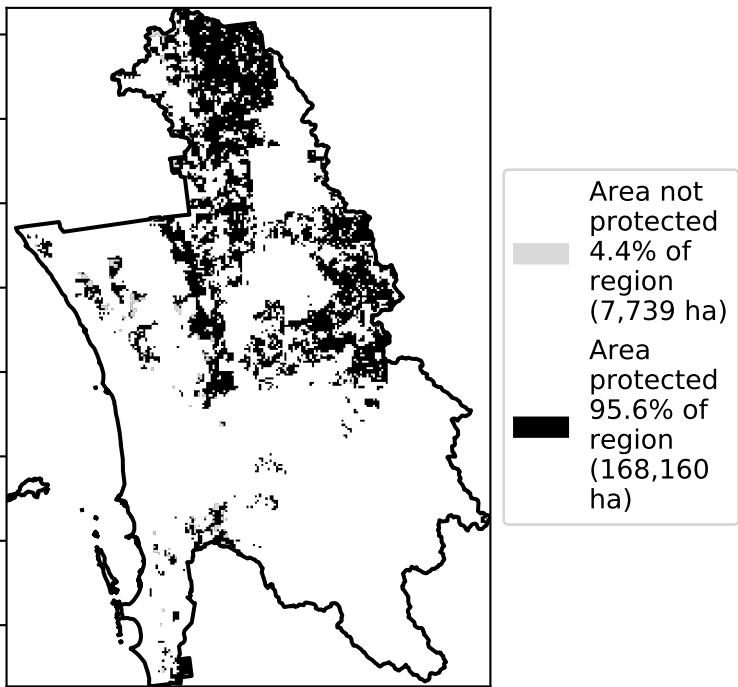 Area not
protected
4.4% of
region
(7,739 ha)
Area
protected
95.6% of
region
(168,160
ha)